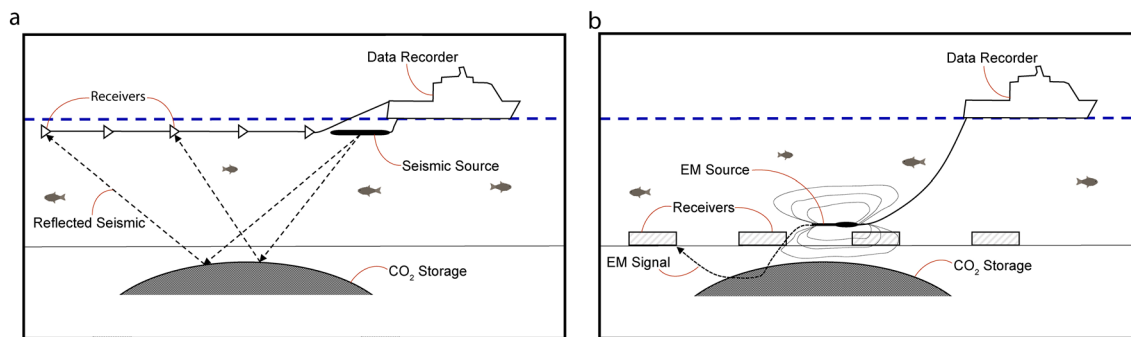 a
Data Recorder
Receivers
Seismic Source
Reflected Seismic
CO₂ Storage
b
Data Recorder
EM Source
Receivers
EM Signal
CO₂ Storage